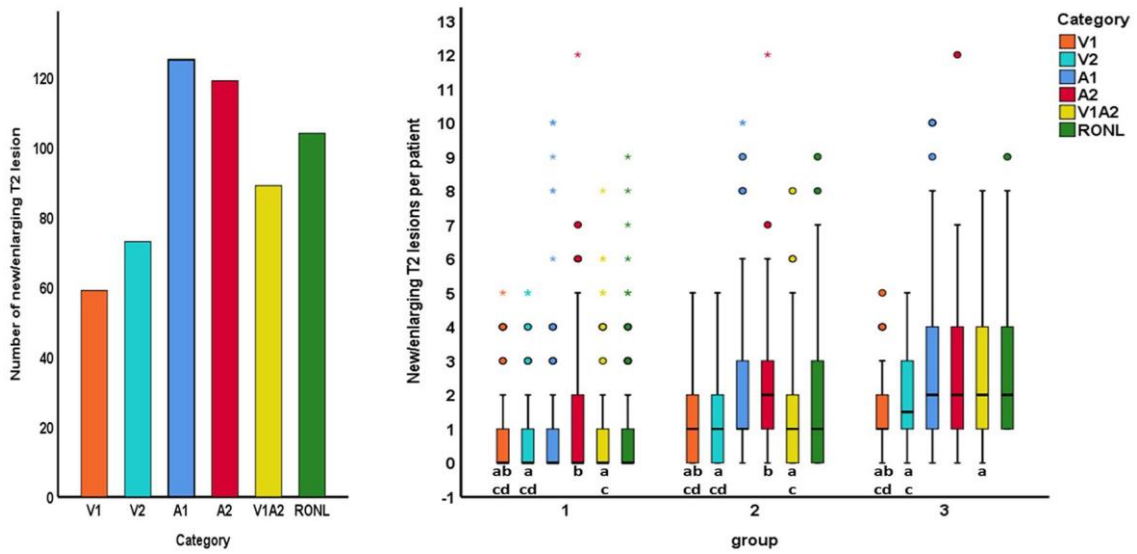 Number of new/enlarging T2 lesion
120
100
80
60
40
20
0
V1 V2 A1 A2 V1A2 RONL
Category
New/enlarging T2 lesions per patient
13
12
11
10
9
8
7
6
5
4
3
2
1
0
-1
ab a b a
cd cd c
ab a b a
cd cd c
ab a a
cd c
1 2 3
group
Category
V1
V2
A1
A2
V1A2
RONL